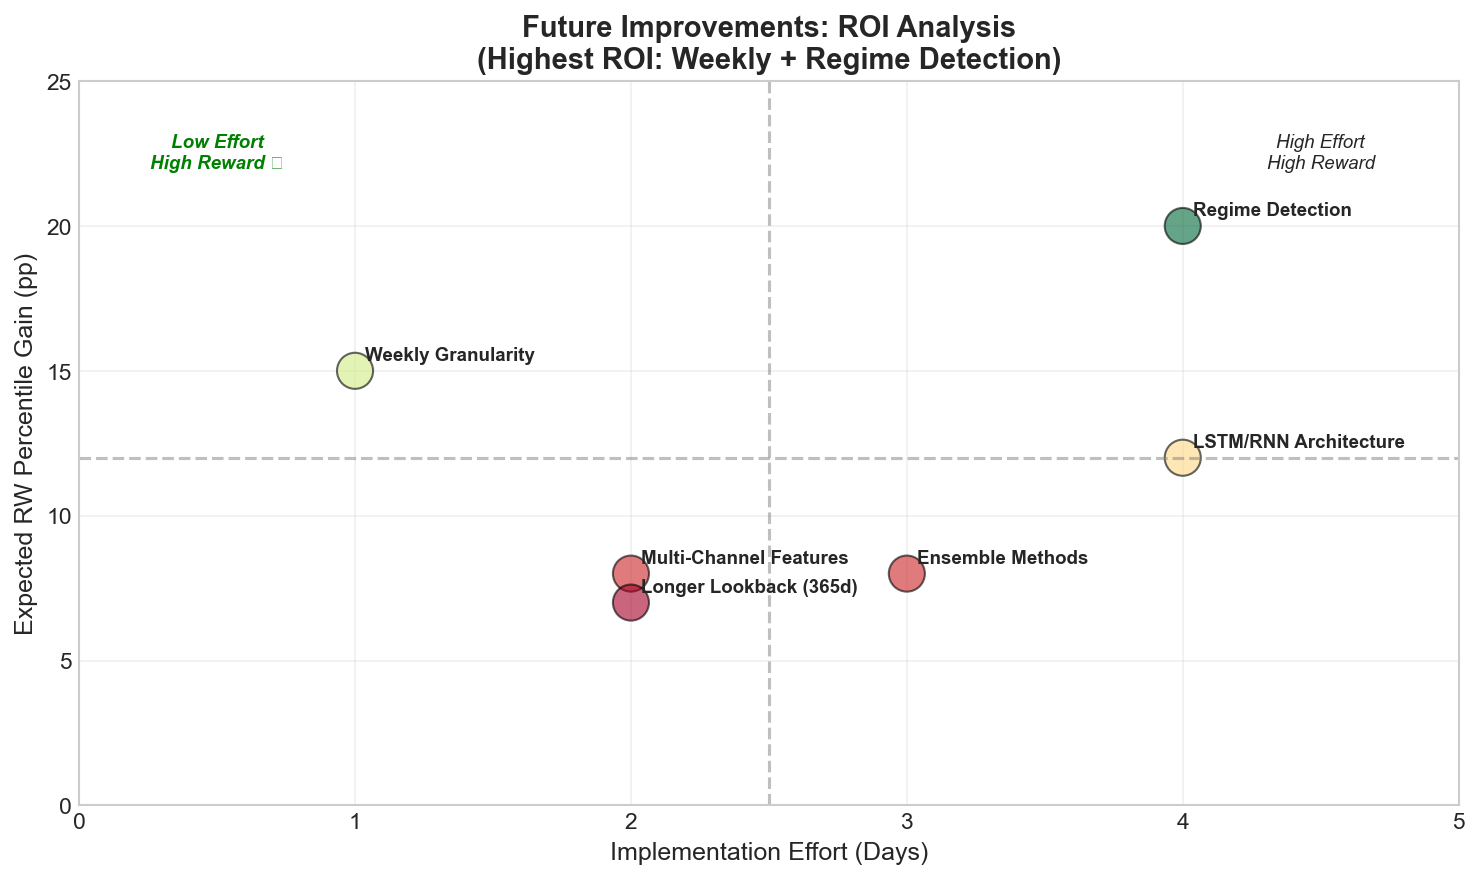 Future Improvements: ROI Analysis
(Highest ROI: Weekly + Regime Detection)
Expected RW Percentile Gain (pp)
25
20
15
10
5
0
Low Effort
High Reward
High Effort
High Reward
Regime Detection
Weekly Granularity
LSTM/RNN Architecture
Multi-Channel Features
Ensemble Methods
Longer Lookback (365d)
0 1 2 3 4 5
Implementation Effort (Days)